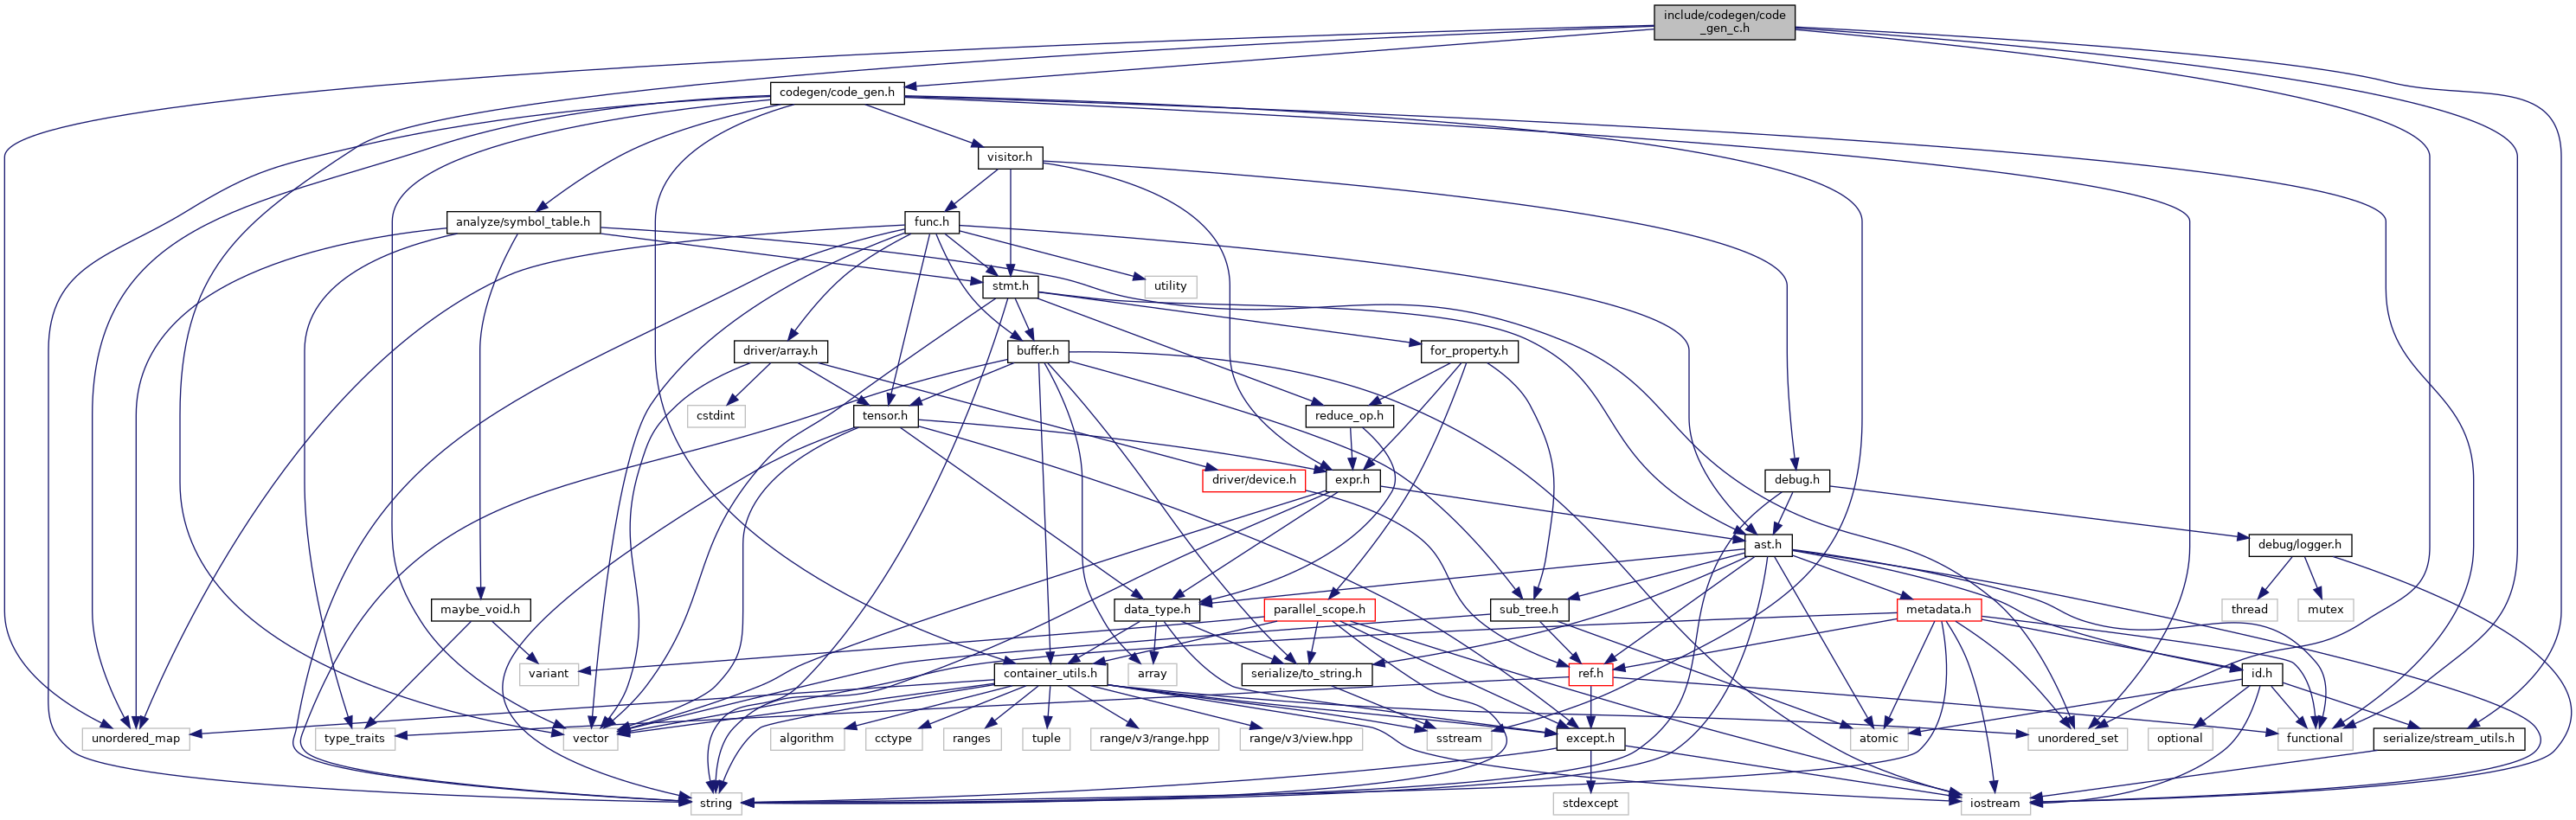 include/codegen/code
_gen_c.h
codegen/code_gen.h
visitor.h
analyze/symbol_table.h
func.h
stmt.h
utility
driver/array.h
buffer.h
for_property.h
cstdint
tensor.h
reduce_op.h
driver/device.h
expr.h
debug.h
ast.h
debug/logger.h
maybe_void.h
data_type.h
parallel_scope.h
sub_tree.h
metadata.h
thread
mutex
variant
container_utils.h
array
serialize/to_string.h
ref.h
id.h
unordered_map
type_traits
vector
algorithm
cctype
ranges
tuple
range/v3/range.hpp
range/v3/view.hpp
sstream
except.h
atomic
unordered_set
optional
functional
serialize/stream_utils.h
string
stdexcept
iostream